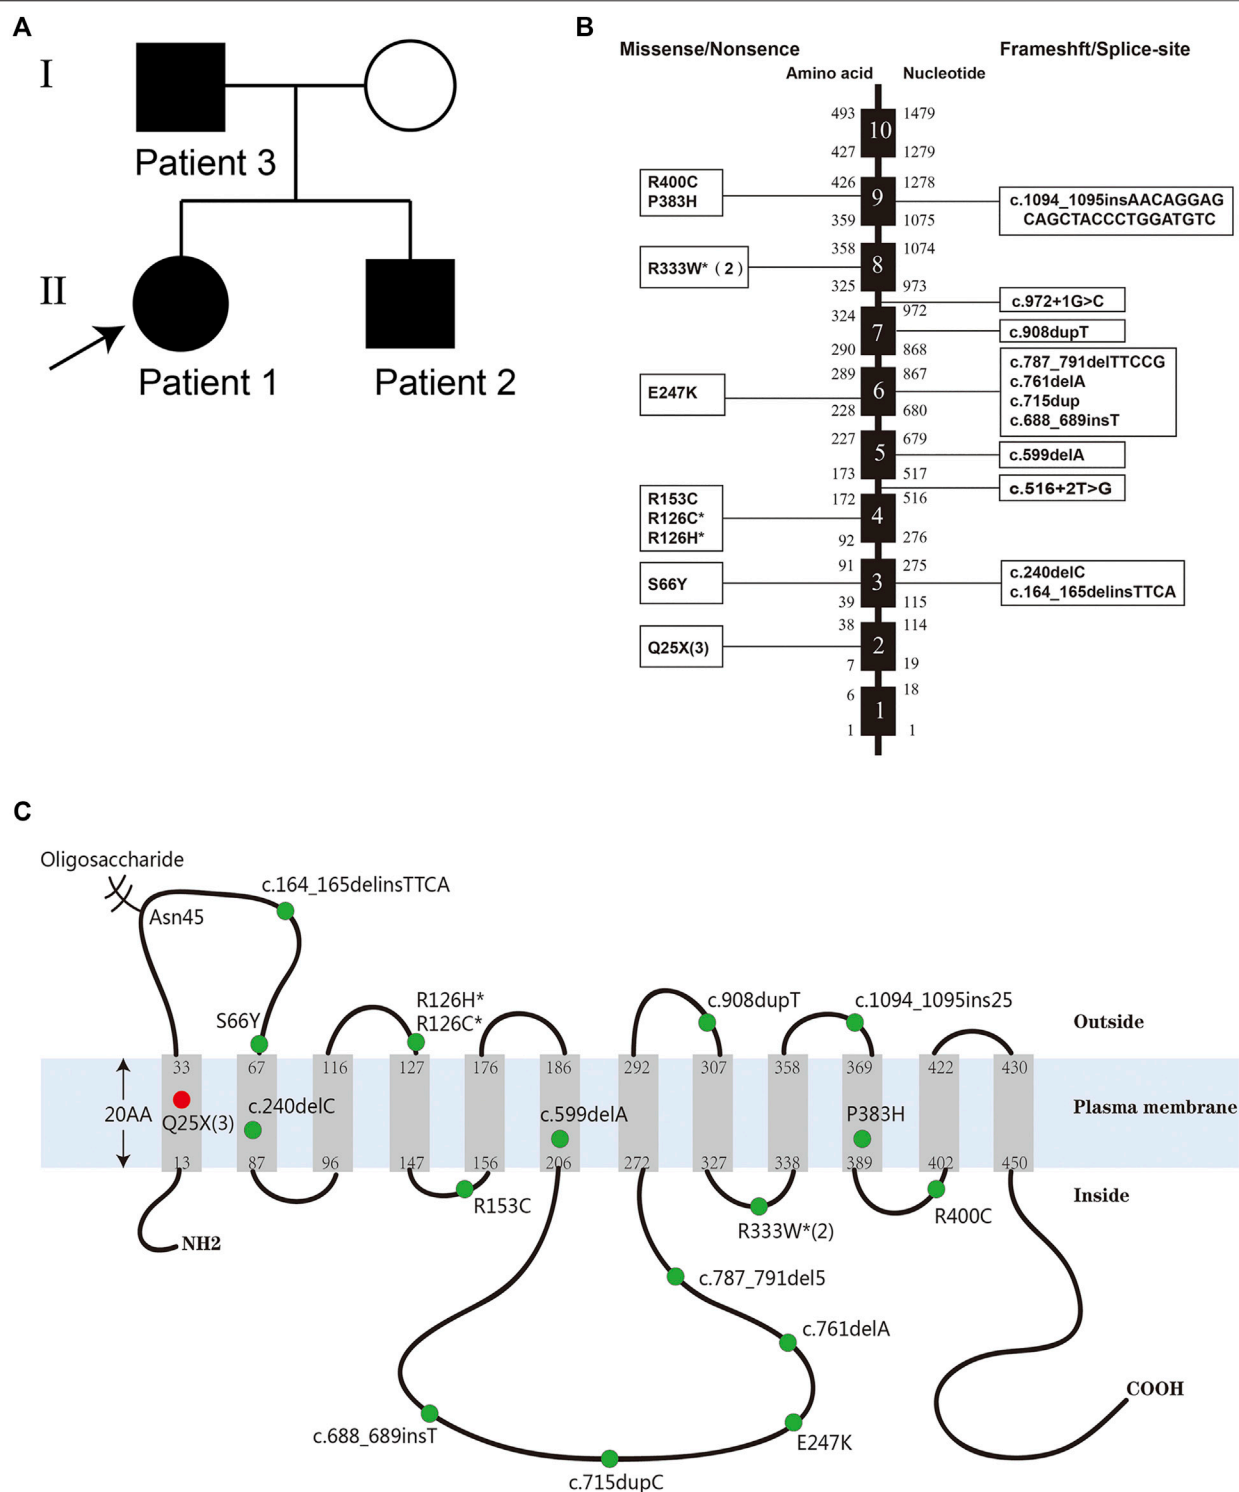 A
I
Patient 3
II
Patient 1
Patient 2
B
Missense/Nonsence
Frameshft/Splice-site
Amino acid
Nucleotide
493
10
1479
427
1279
R400C
P383H
426
9
1278
359
1075
c.1094_1095insAACAGGAG
CAGCTACCCTGGATGTC
R333W* ( 2 )
358
8
1074
325
973
c.972+1G>C
324
7
972
290
868
c.908dupT
E247K
289
6
867
228
680
c.787_791delTTCCG
c.761delA
c.715dup
c.688_689insT
227
5
679
173
517
c.599delA
c.516+2T>G
R153C
R126C*
R126H*
172
4
516
92
276
S66Y
91
3
275
39
115
c.240delC
c.164_165delinsTTCA
Q25X(3)
38
2
114
7
19
6
1
18
1
1
C
Oligosaccharide
Asn45
c.164_165delinsTTCA
S66Y
R126H*
R126C*
c.908dupT
c.1094_1095ins25
Outside
33 67 116 127 176 186 292 307 358 369 422 430
20AA
Q25X(3)
c.240delC
c.599delA
P383H
Plasma membrane
13 87 96 147 156 206 272 327 338 389 402 450
Inside
NH2
R153C
R333W*(2)
R400C
c.787_791del5
c.761delA
COOH
c.688_689insT
E247K
c.715dupC